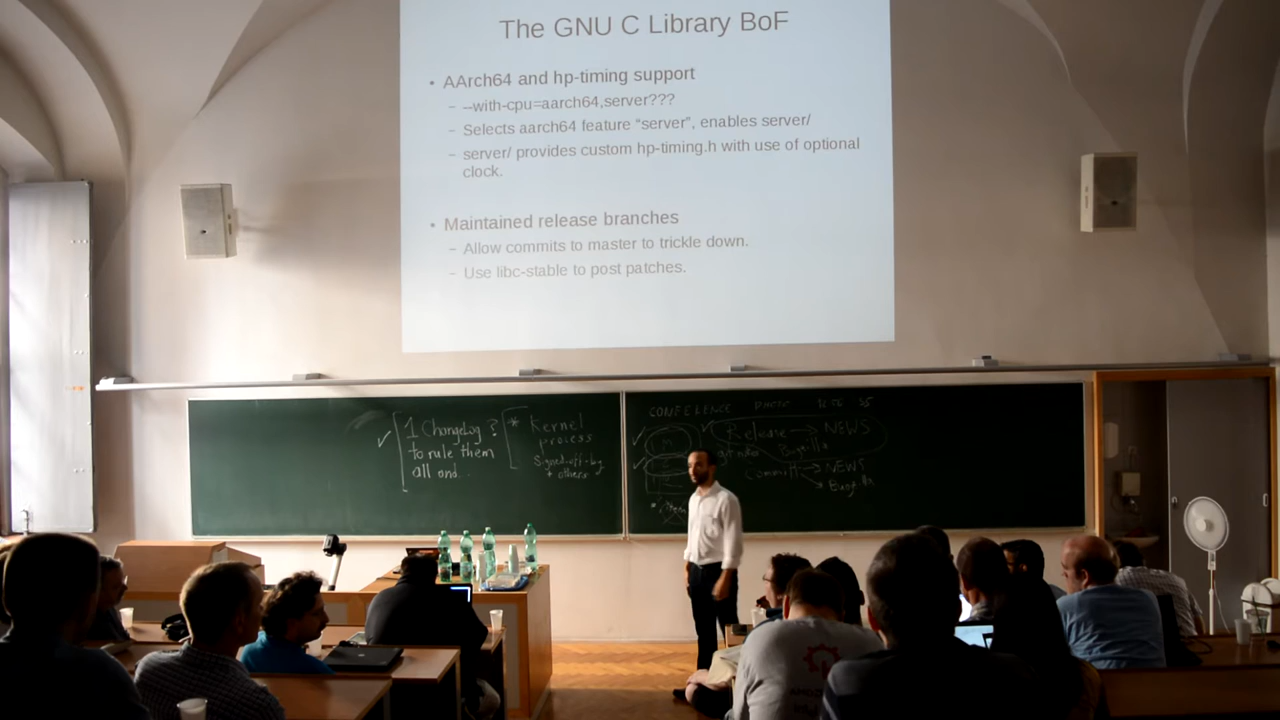 The GNU C Library BoF
• AArch64 and hp-timing support
– --with-cpu=aarch64,server???
– Selects aarch64 feature “server”, enables server/
– server/ provides custom hp-timing.h with use of optional
clock.
• Maintained release branches
– Allow commits to master to trickle down.
– Use libc-stable to post patches.
1 ChangeLog ?
to rule them
all and..
* Kernel
process
Signed-off-by
+ others
CONFERENCE
Release → NEWS
Bugzilla
Committ → NEWS